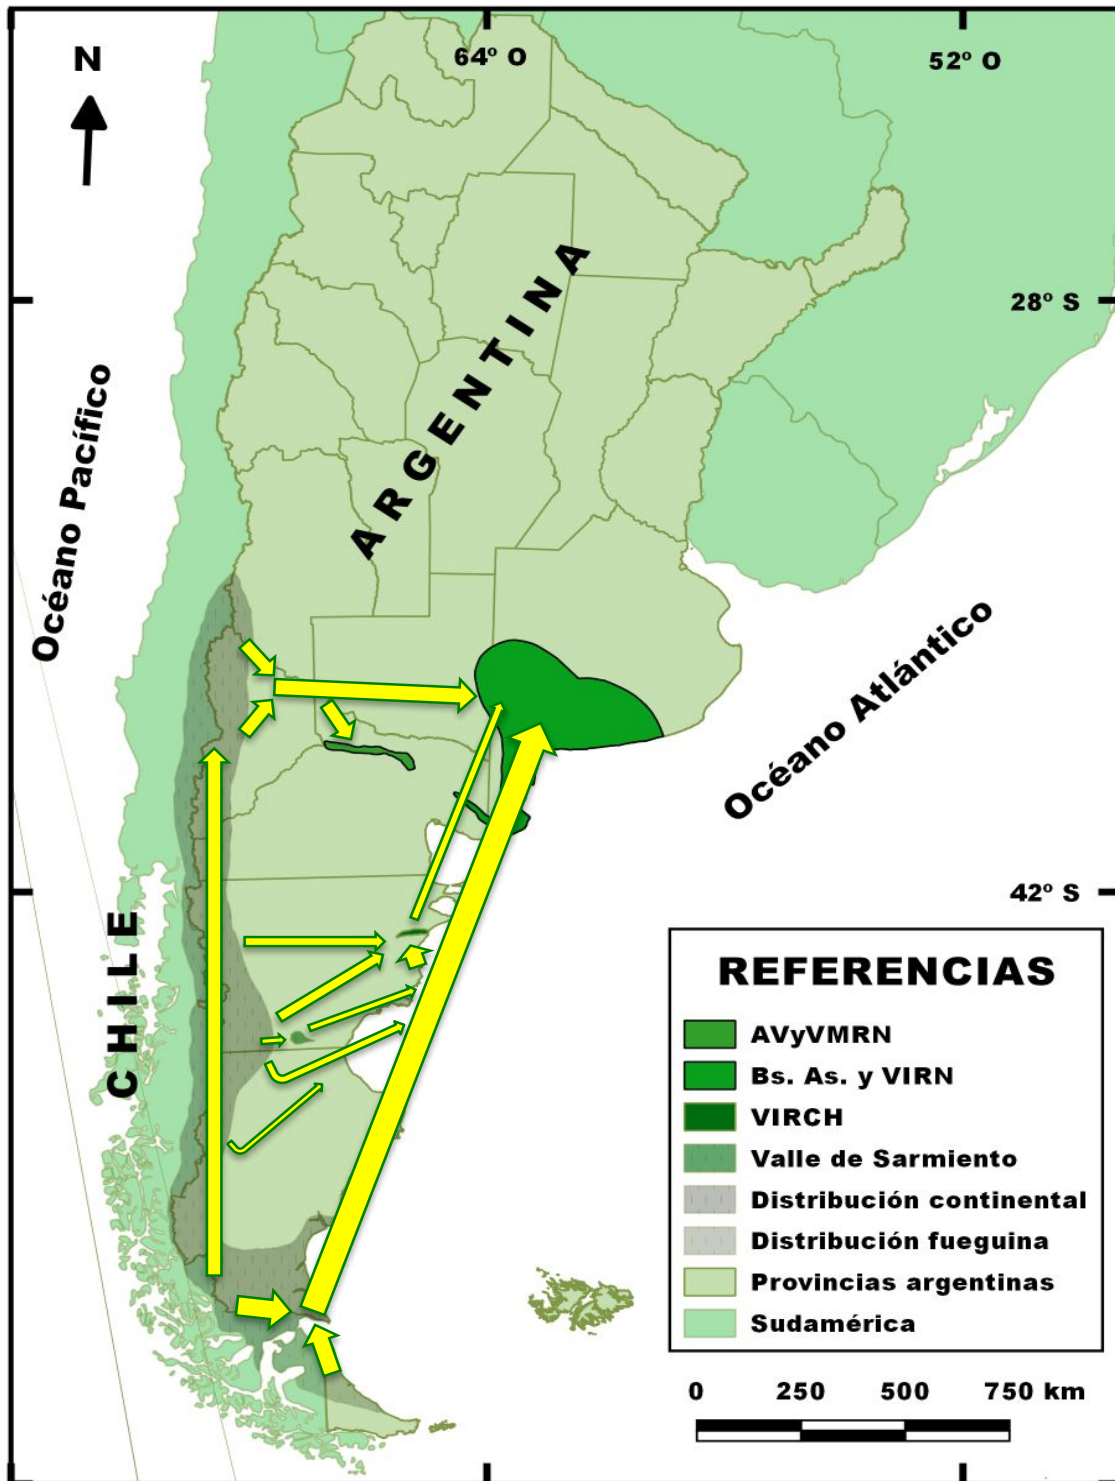 N
64º O
52º O
28º S
ARGENTINA
Océano Pacífico
Océano Atlántico
42º S
CHILE
REFERENCIAS
AVyVMRN
Bs. As. y VIRN
VIRCH
Valle de Sarmiento
Distribución continental
Distribución fueguina
Provincias argentinas
Sudamérica
0 250 500 750 km